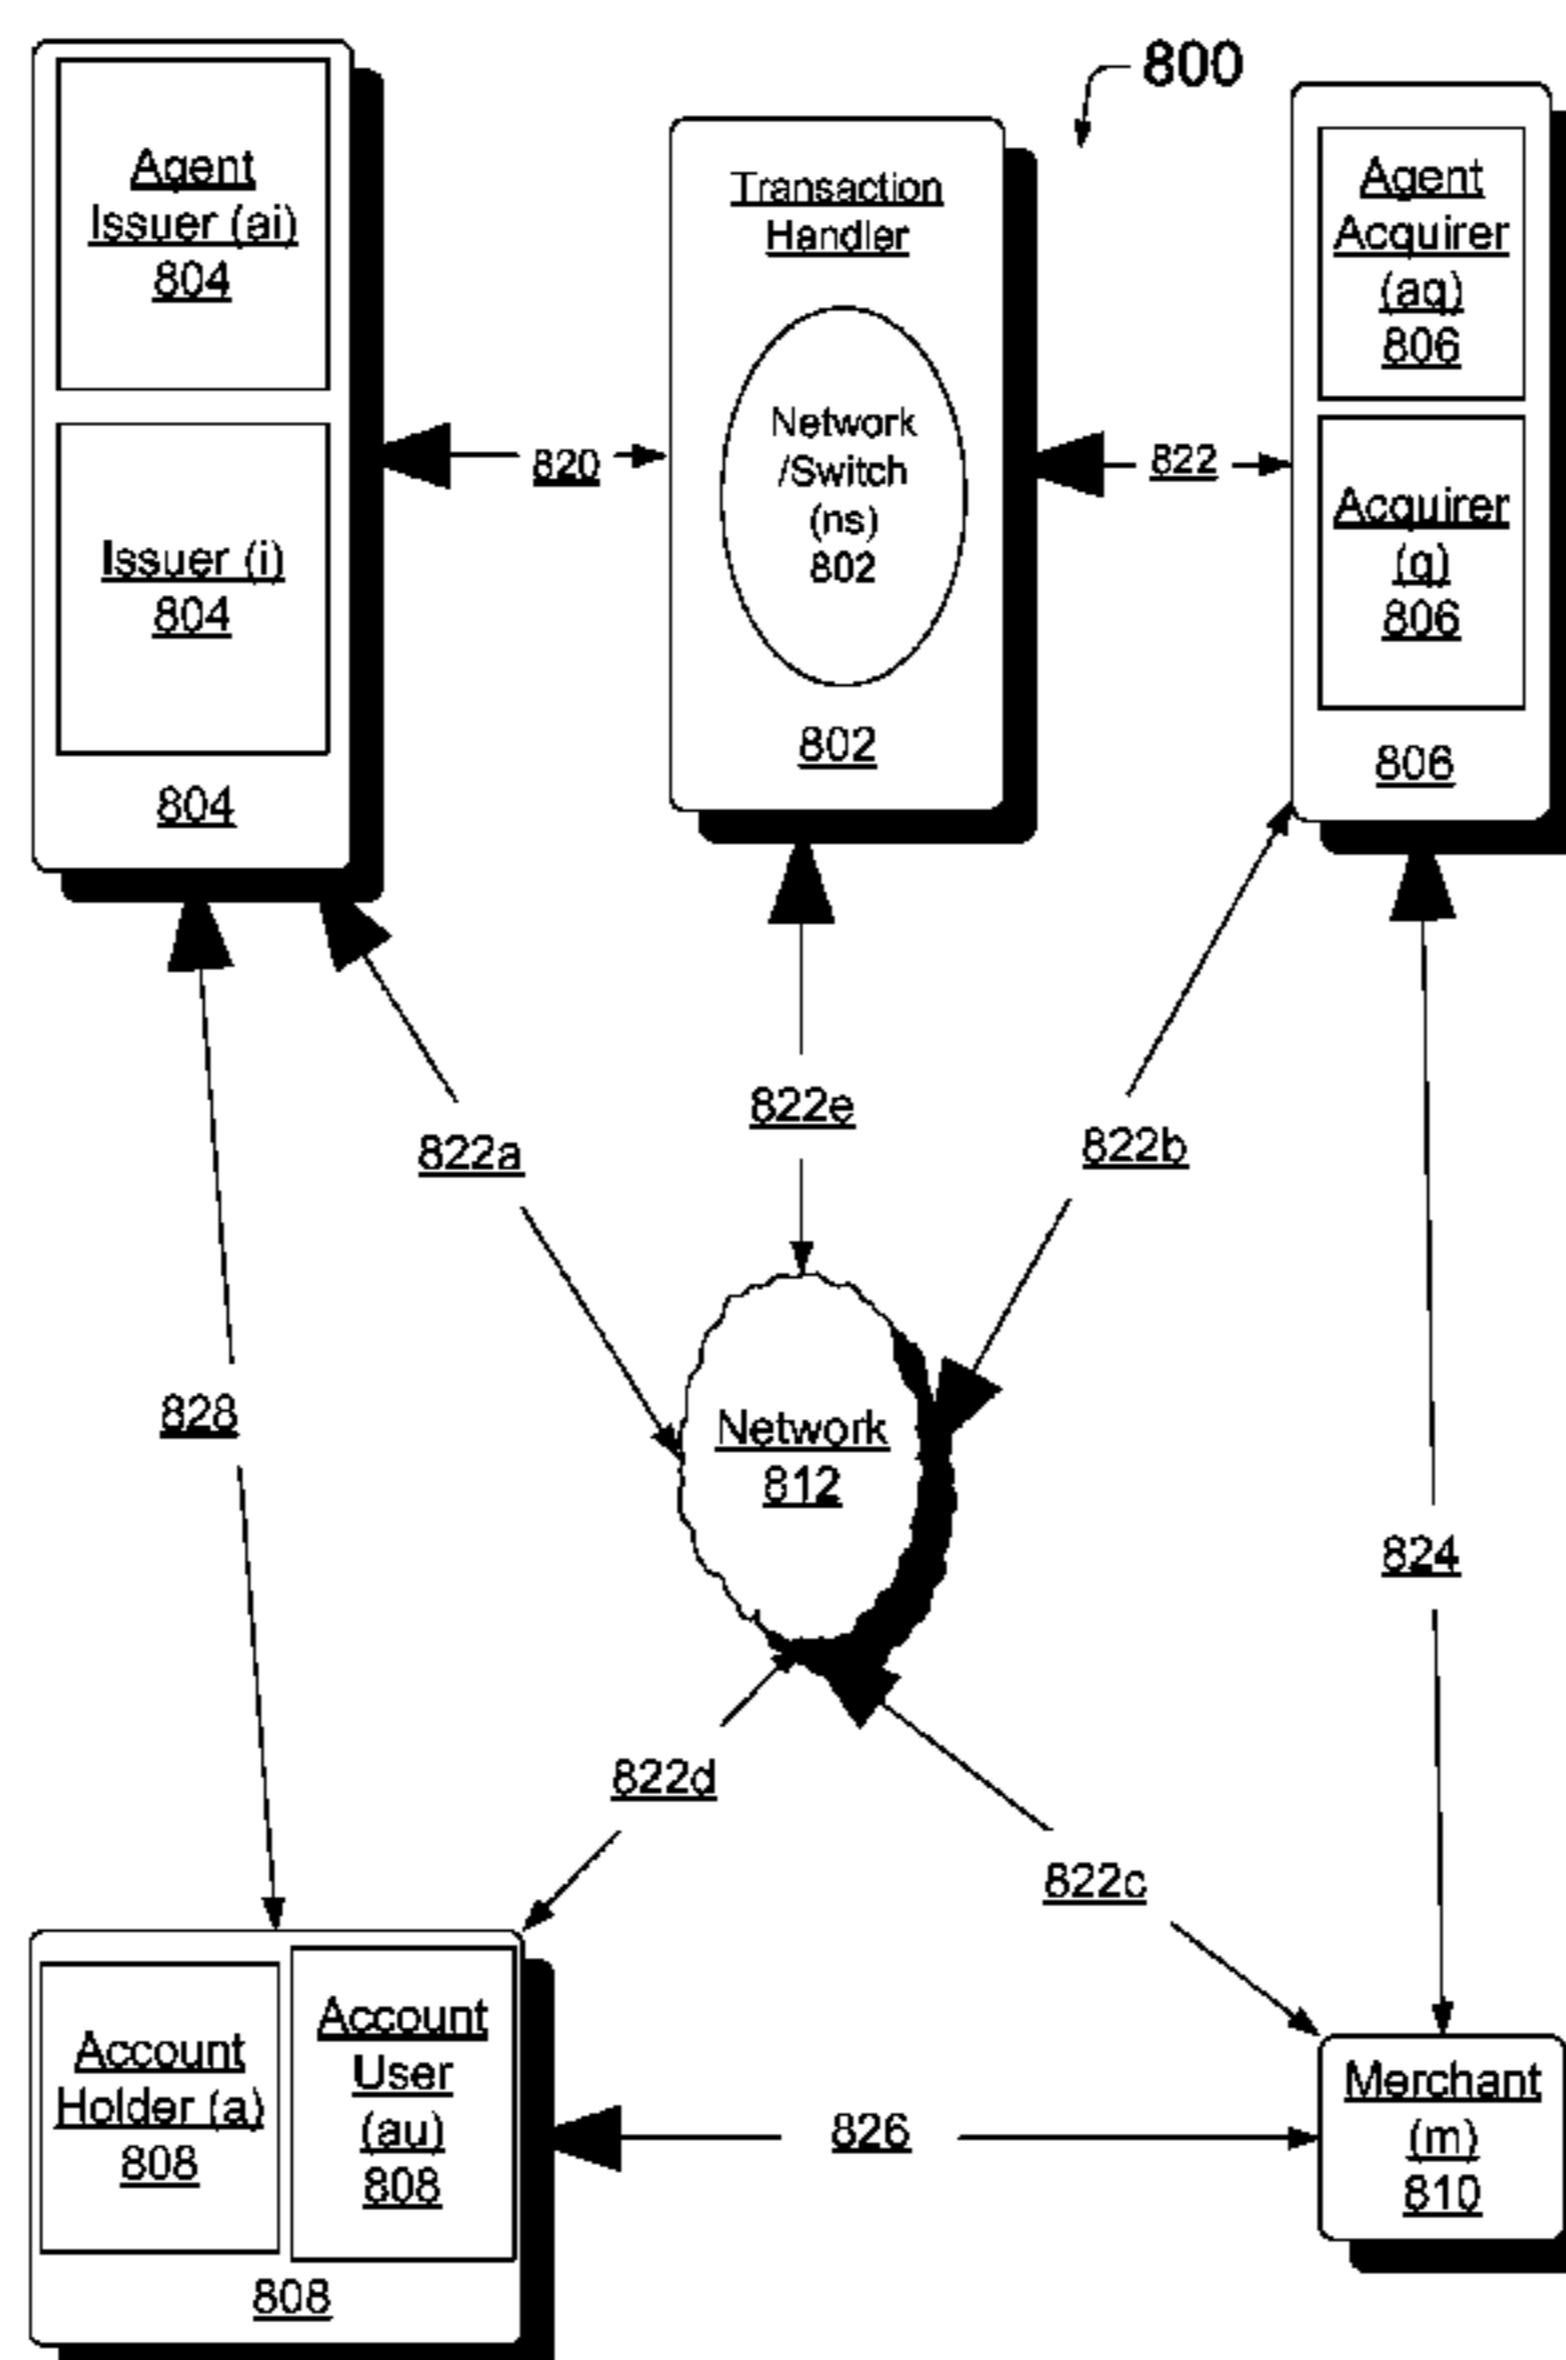 800
Agent
Issuer (ai)
804
Issuer (i)
804
804
820
Transaction
Handler
Network
/Switch
(ns)
802
802
822
Agent
Acquirer
(aq)
806
Acquirer
(q)
806
806
822a
822e
822b
828
Network
812
824
822d
822c
Account
Holder (a)
808
Account
User
(au)
808
808
826
Merchant
(m)
810